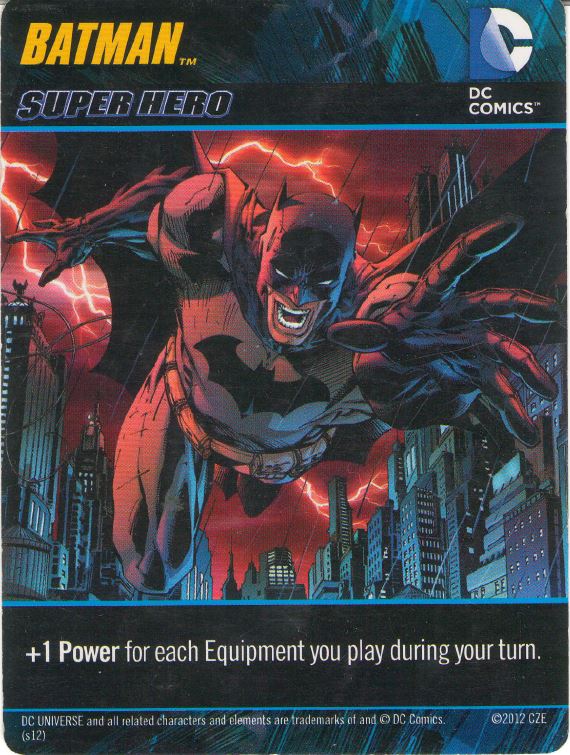 BATMAN™
SUPER HERO
DC
COMICS™
+1 Power for each Equipment you play during your turn.
DC UNIVERSE and all related characters and elements are trademarks of and © DC Comics.
(s12)
©2012 CZE